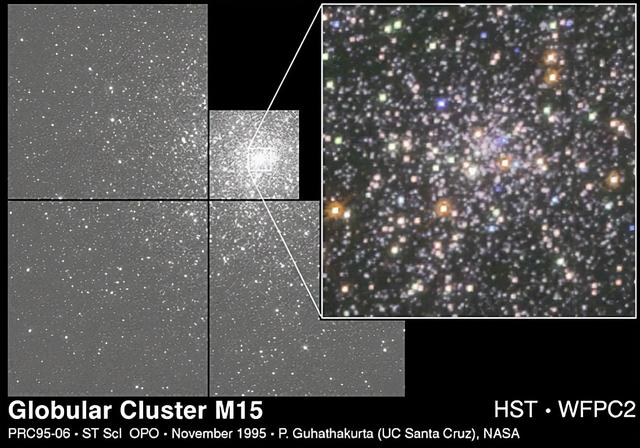 Globular Cluster M15
HST • WFPC2
PRC95-06 • ST ScI OPO • November 1995 • P. Guhathakurta (UC Santa Cruz), NASA